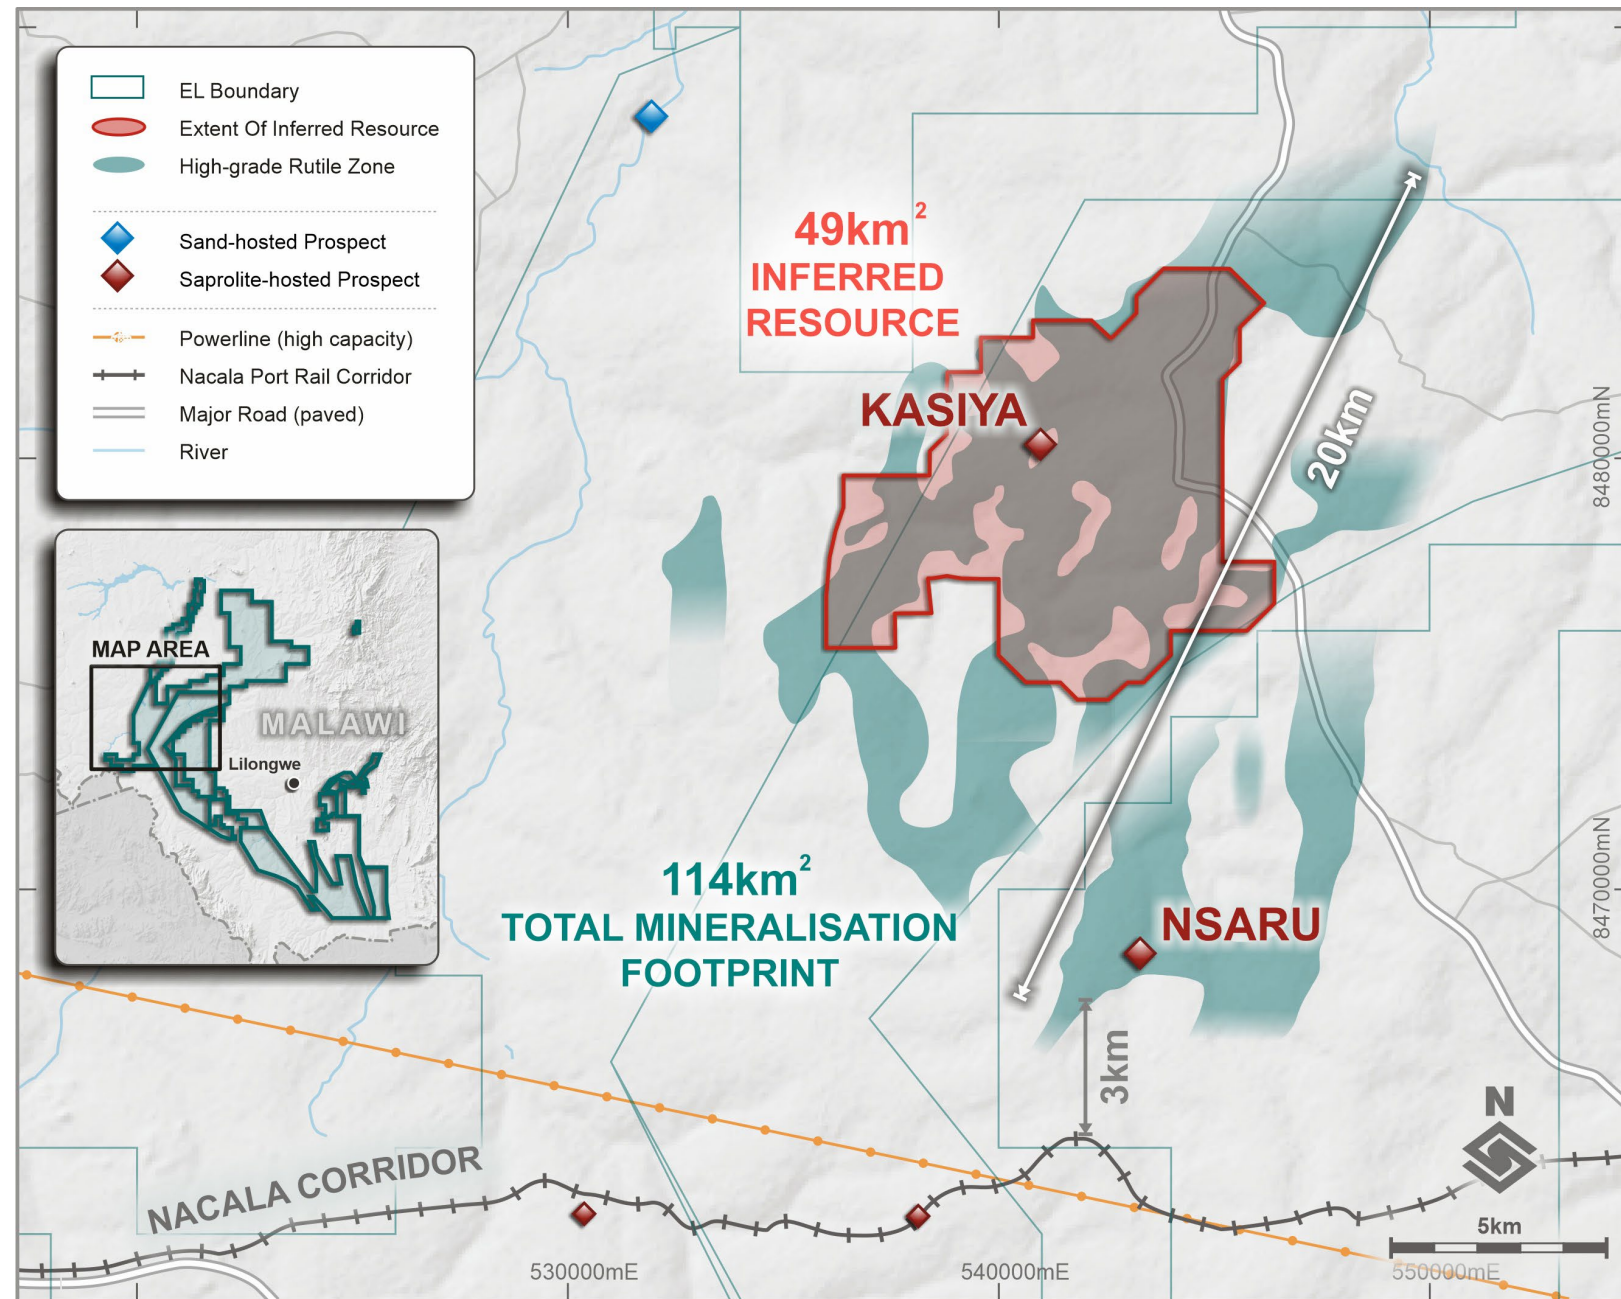 EL Boundary
Extent Of Inferred Resource
High-grade Rutile Zone
Sand-hosted Prospect
Saprolite-hosted Prospect
Powerline (high capacity)
Nacala Port Rail Corridor
Major Road (paved)
River
MAP AREA
MALAWI
Lilongwe
49km²
INFERRED
RESOURCE
KASIYA
20km
8480000mN
114km²
TOTAL MINERALISATION
FOOTPRINT
NSARU
8470000mN
3km
N
NACALA CORRIDOR
5km
530000mE
540000mE
550000mE